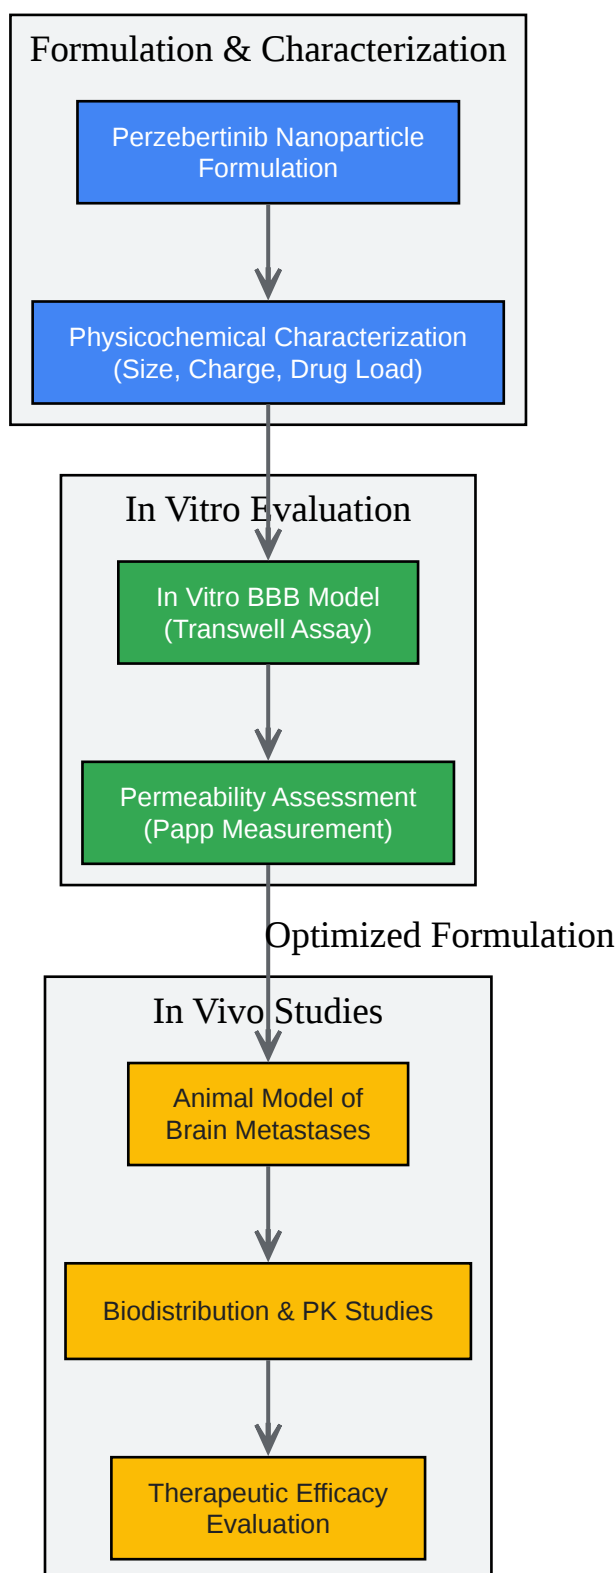 Formulation & Characterization
Perzebertinib Nanoparticle
Formulation
Physicochemical Characterization
(Size, Charge, Drug Load)
In Vitro Evaluation
In Vitro BBB Model
(Transwell Assay)
Permeability Assessment
(Papp Measurement)
Optimized Formulation
In Vivo Studies
Animal Model of
Brain Metastases
Biodistribution & PK Studies
Therapeutic Efficacy
Evaluation